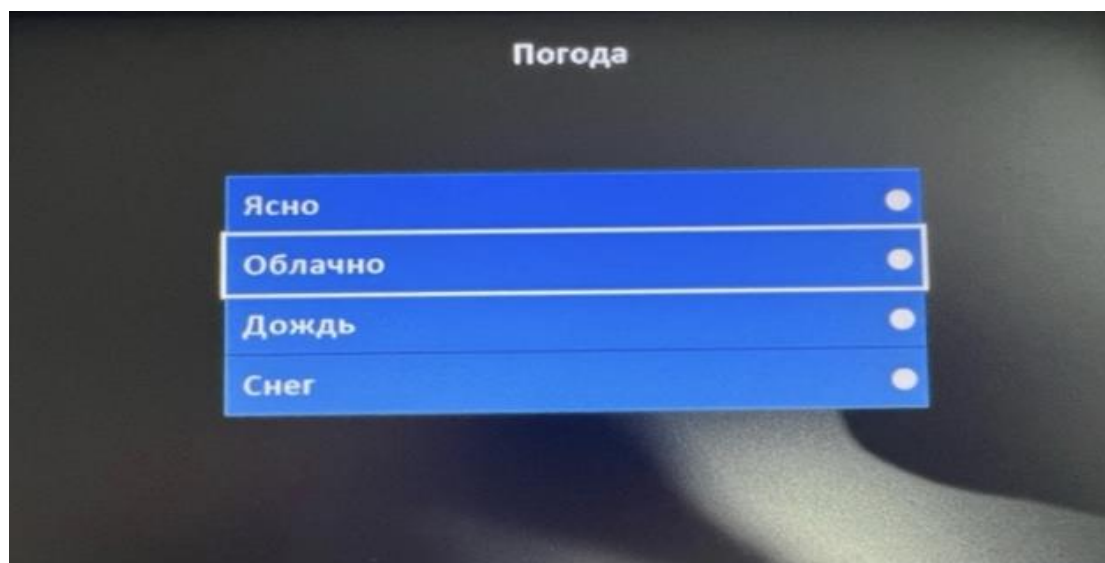 Погода
Ясно
Облачно
Дождь
Снег